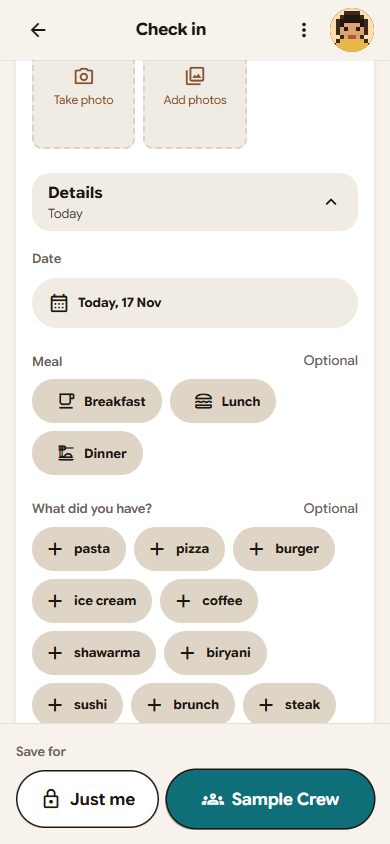 Check in
Take photo
Add photos
Details
Today
Date
Today, 17 Nov
Meal
Optional
Breakfast
Lunch
Dinner
What did you have?
Optional
pasta
pizza
burger
ice cream
coffee
shawarma
biryani
sushi
brunch
steak
Save for
Just me
Sample Crew